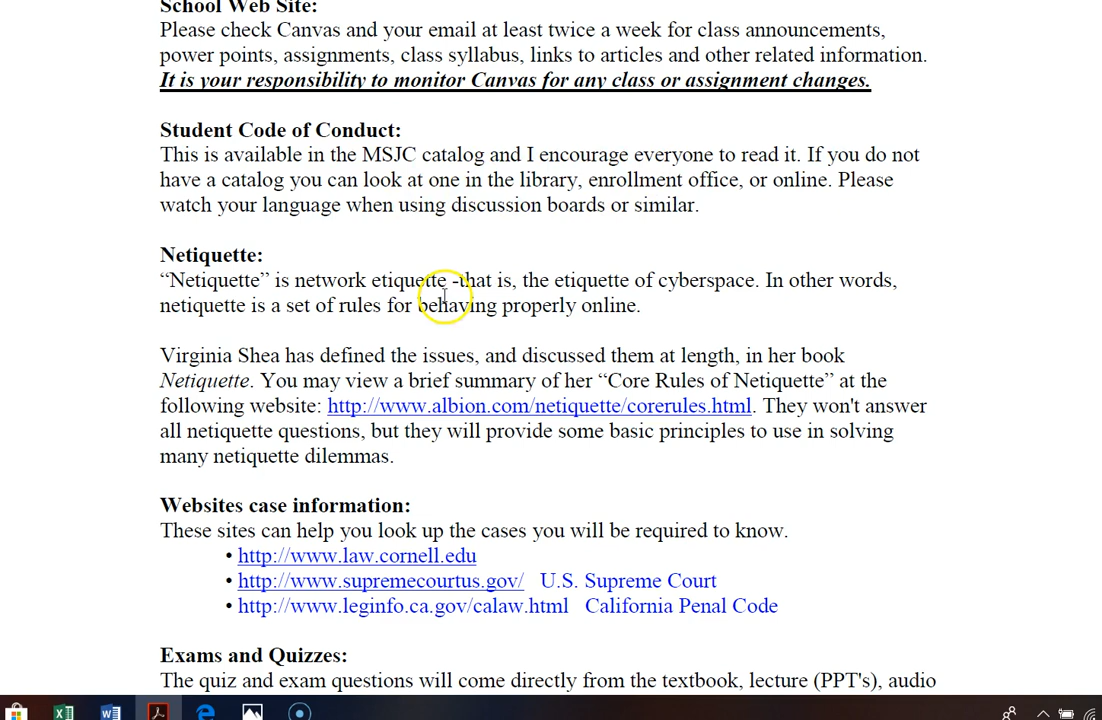 School Web Site:
Please check Canvas and your email at least twice a week for class announcements,
power points, assignments, class syllabus, links to articles and other related information.
It is your responsibility to monitor Canvas for any class or assignment changes.
Student Code of Conduct:
This is available in the MSJC catalog and I encourage everyone to read it. If you do not
have a catalog you can look at one in the library, enrollment office, or online. Please
watch your language when using discussion boards or similar.
Netiquette:
“Netiquette” is network etiquette -that is, the etiquette of cyberspace. In other words,
netiquette is a set of rules for behaving properly online.
Virginia Shea has defined the issues, and discussed them at length, in her book
Netiquette. You may view a brief summary of her “Core Rules of Netiquette” at the
following website: http://www.albion.com/netiquette/corerules.html. They won't answer
all netiquette questions, but they will provide some basic principles to use in solving
many netiquette dilemmas.
Websites case information:
These sites can help you look up the cases you will be required to know.
• http://www.law.cornell.edu
• http://www.supremecourtus.gov/ U.S. Supreme Court
• http://www.leginfo.ca.gov/calaw.html California Penal Code
Exams and Quizzes:
The quiz and exam questions will come directly from the textbook, lecture (PPT's), audio